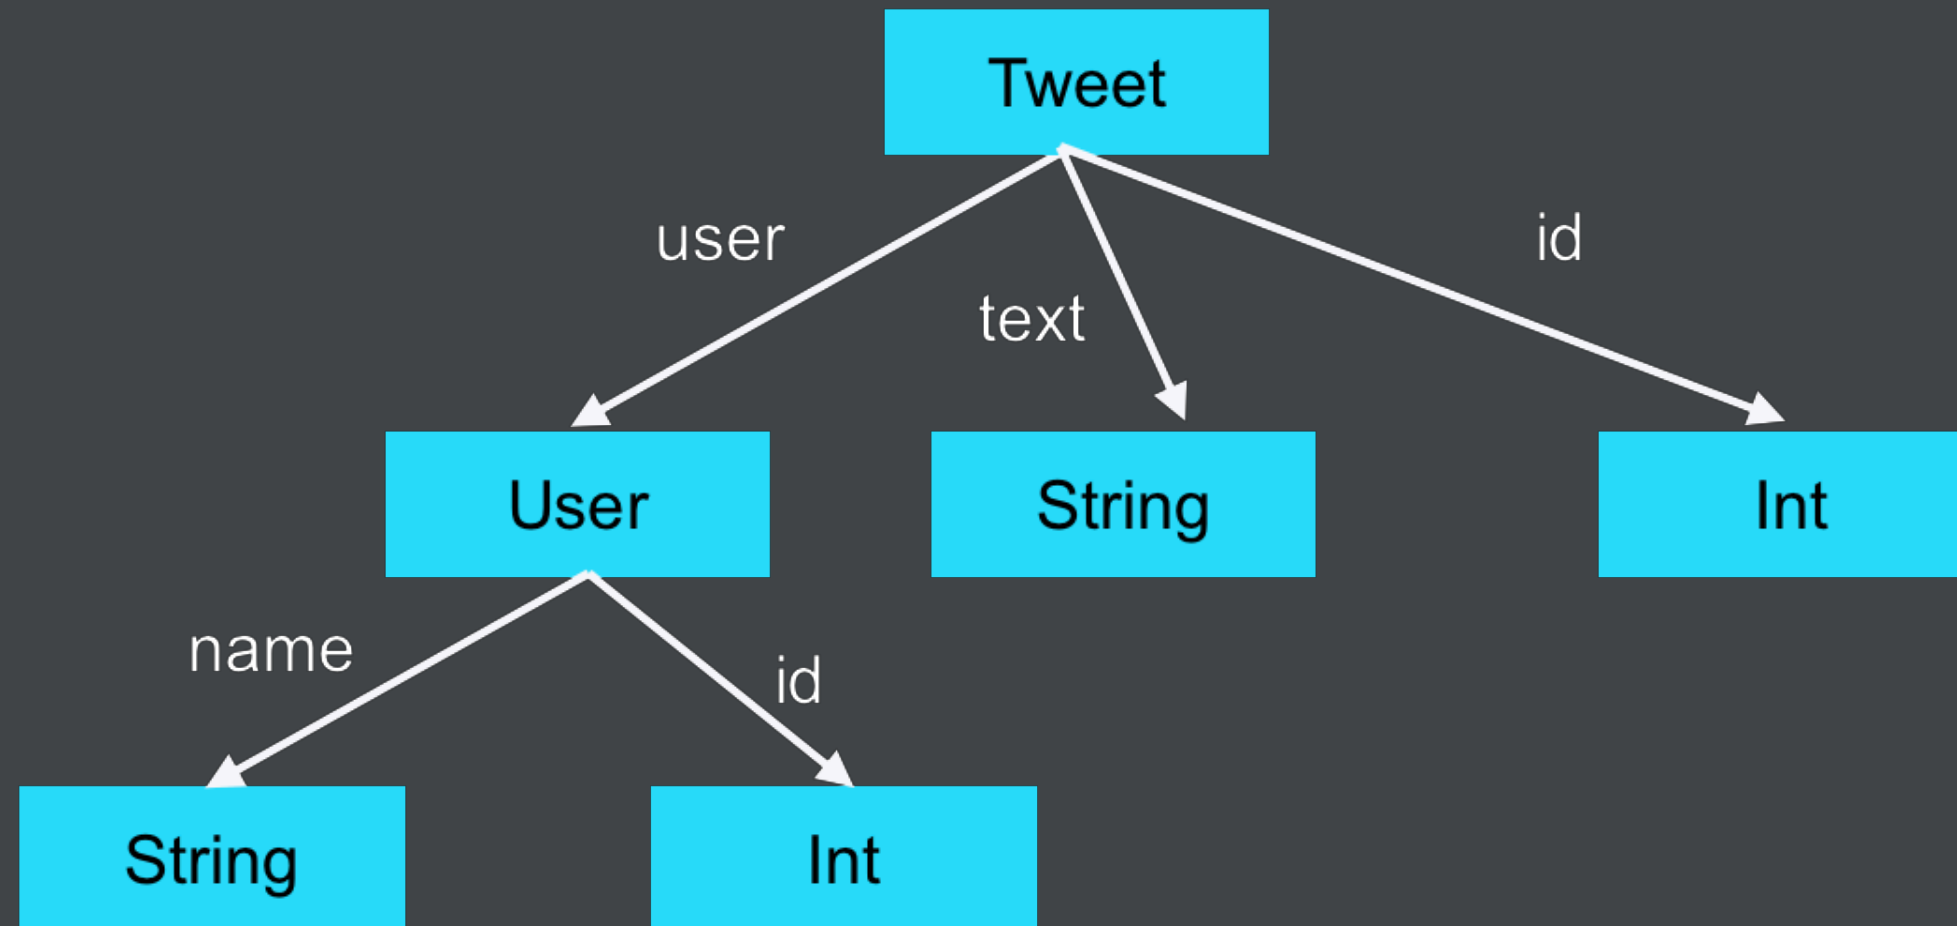 Tweet
user
text
id
User
String
Int
name
id
String
Int